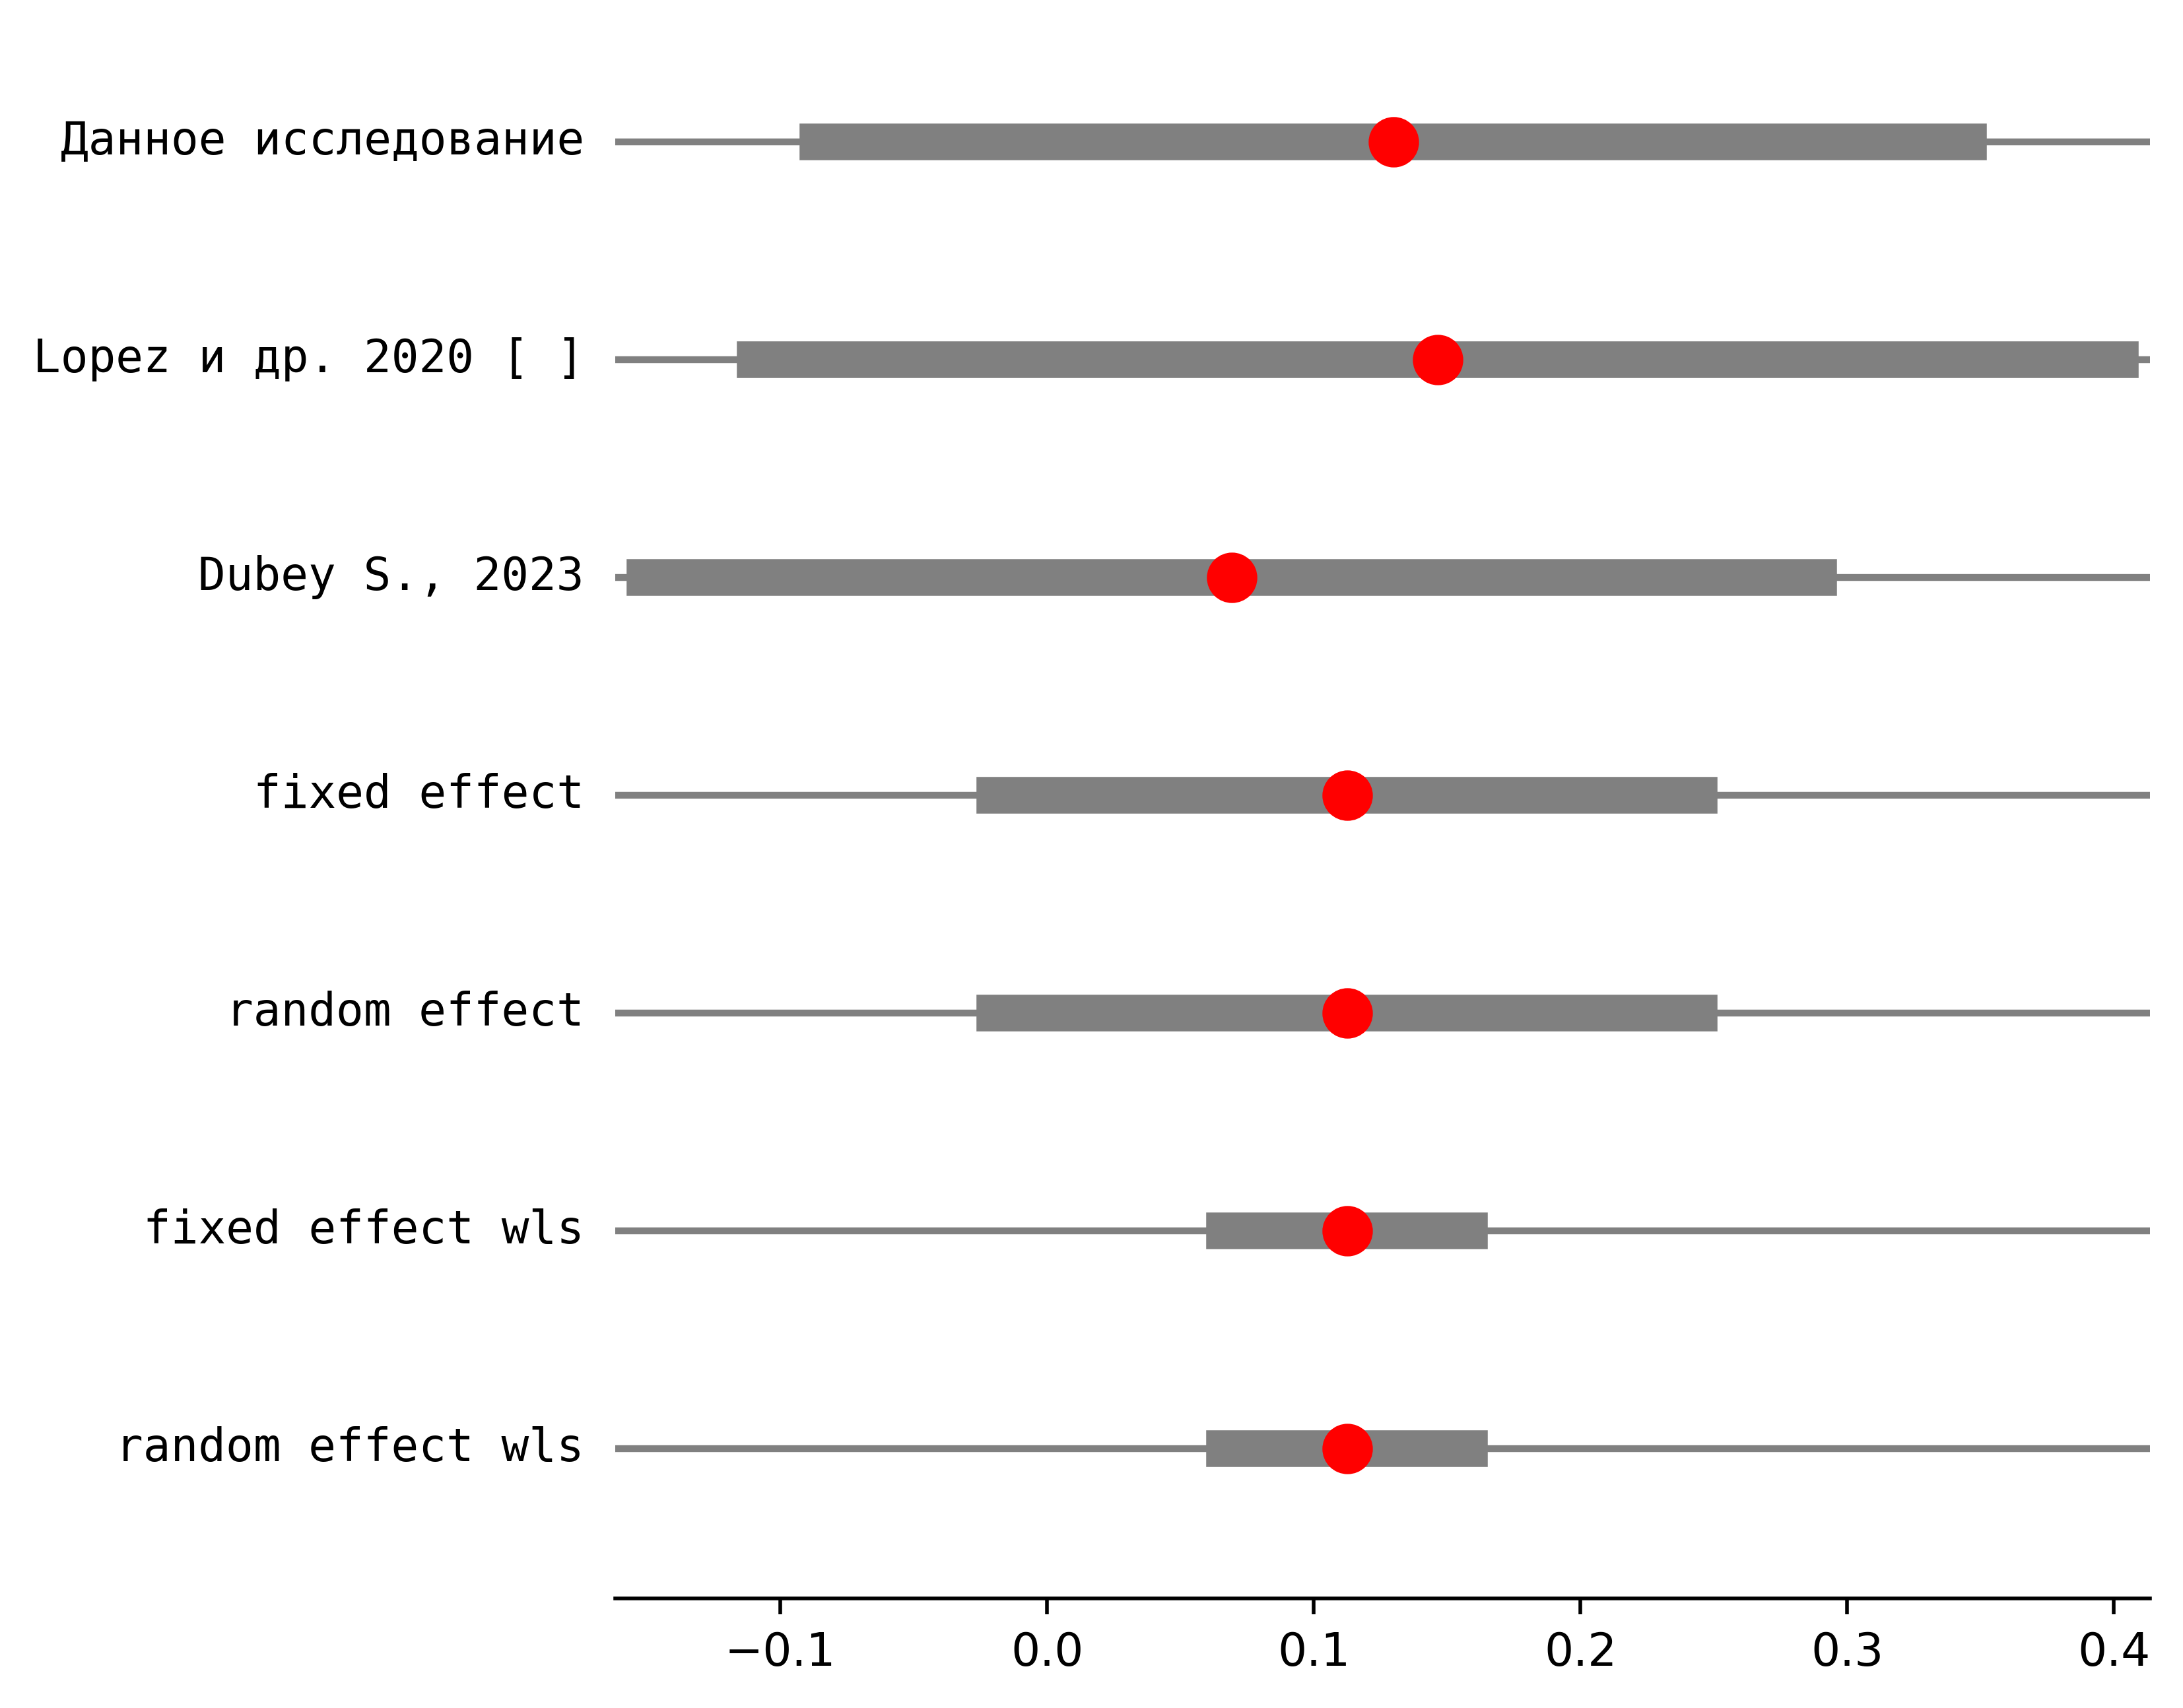 Данное исследование
Lopez и др. 2020 [ ]
Dubey S., 2023
fixed effect
random effect
fixed effect wls
random effect wls
−0.1 0.0 0.1 0.2 0.3 0.4